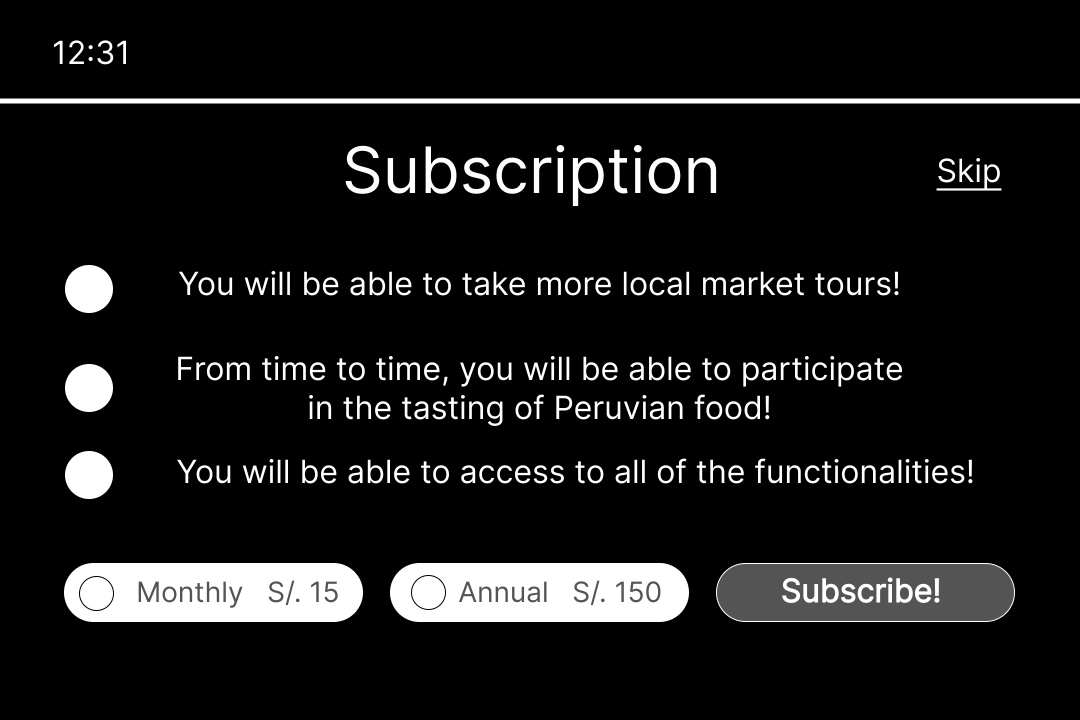 12:31
Subscription
Skip
You will be able to take more local market tours!
From time to time, you will be able to participate
in the tasting of Peruvian food!
You will be able to access to all of the functionalities!
Monthly S/. 15
Annual S/. 150
Subscribe!